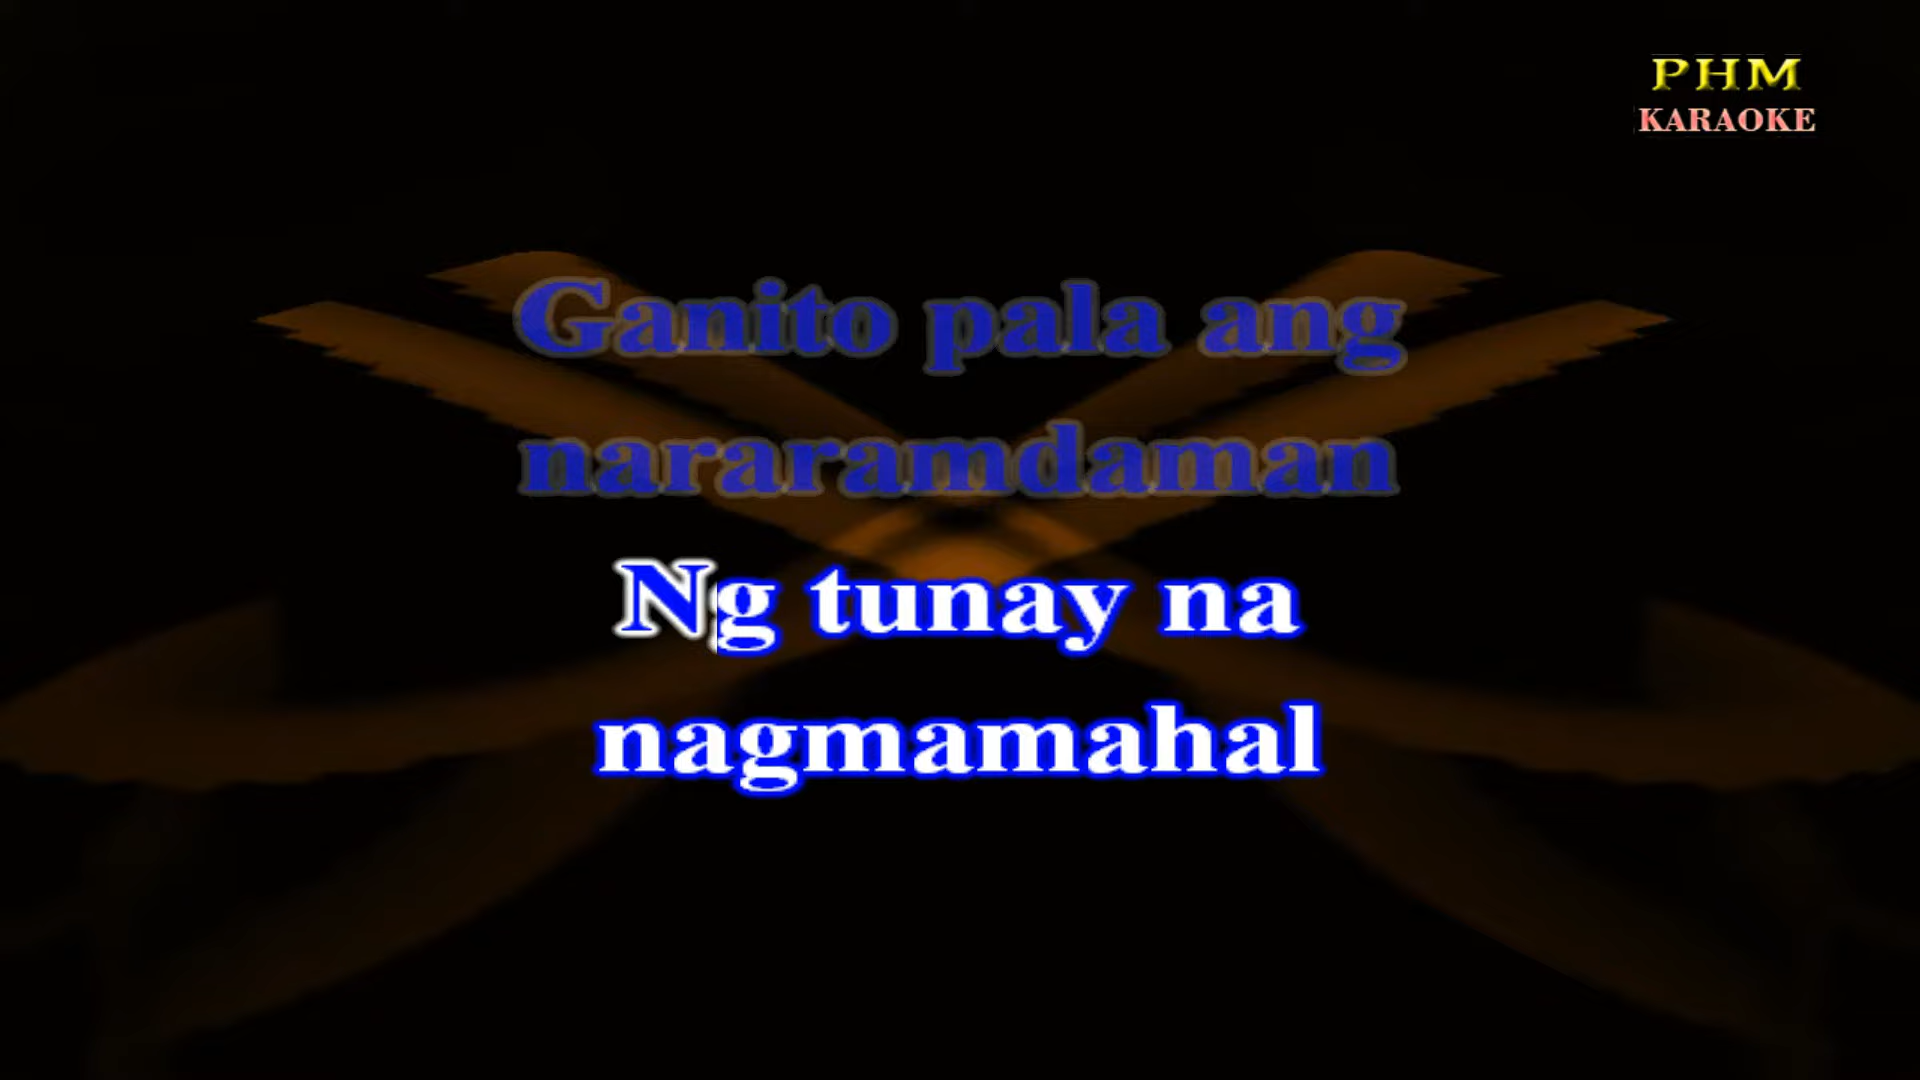 PHM
KARAOKE
Ganito pala ang
nararamdaman
Ng tunay na
nagmamahal